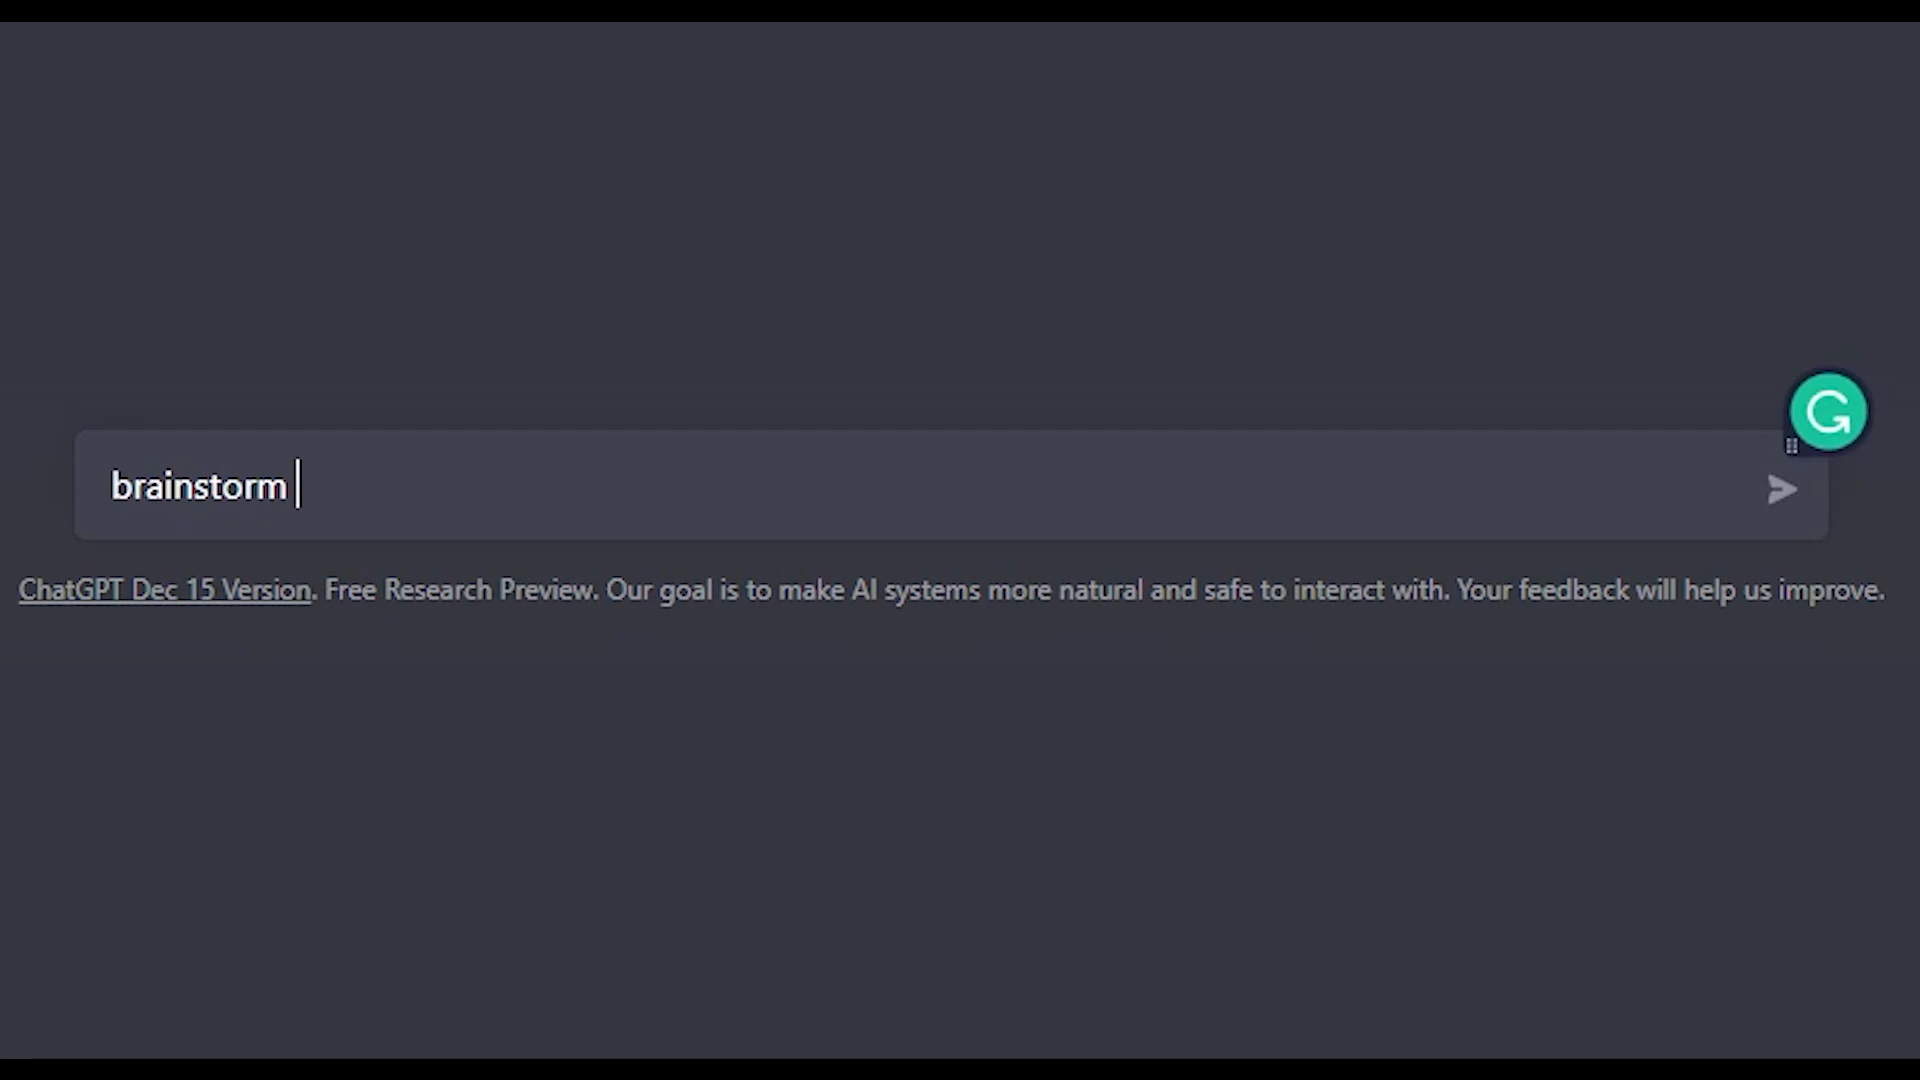 brainstorm
ChatGPT Dec 15 Version. Free Research Preview. Our goal is to make AI systems more natural and safe to interact with. Your feedback will help us improve.